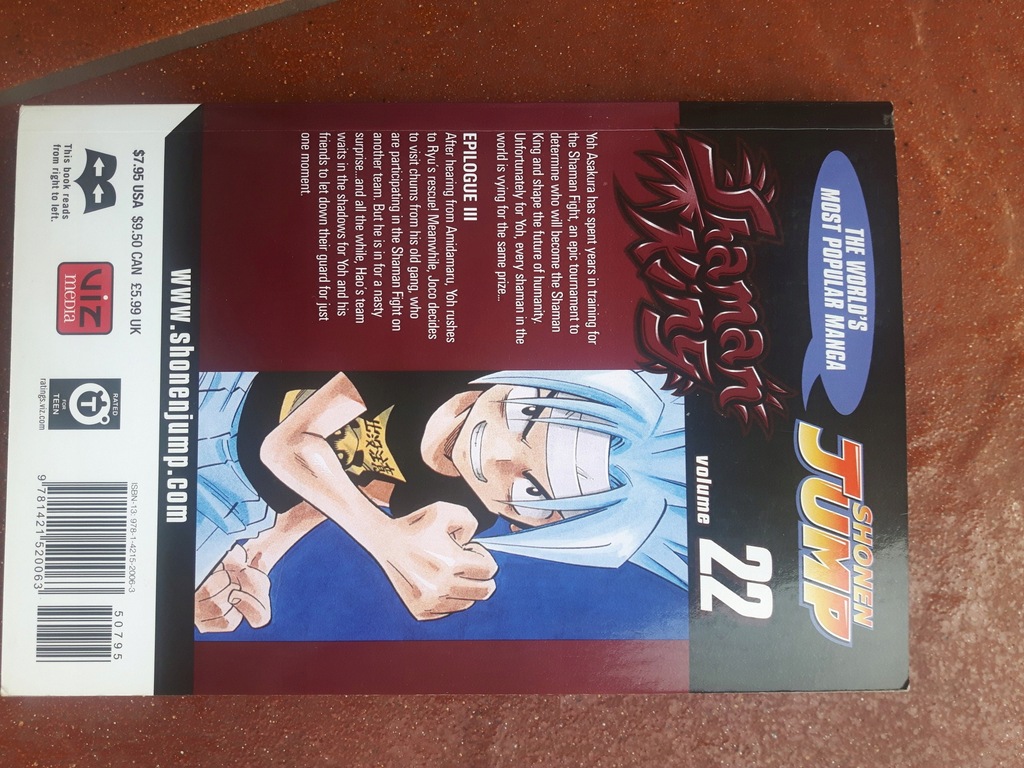 THE WORLD'S
MOST POPULAR MANGA
SHONEN
JUMP
Shaman
King
volume
22
Yoh Asakura has spent years in training for
the Shaman Fight, an epic tournament to
determine who will become the Shaman
King and shape the future of humanity.
Unfortunately for Yoh, every shaman in the
world is vying for the same prize...
EPILOGUE III
After hearing from Amidamaru, Yoh rushes
to Ryu's rescue! Meanwhile, Joco decides
to visit chums from his old gang, who
are participating in the Shaman Fight on
another team. But he is in for a nasty
surprise...and all the while, Hao's team
waits in the shadows for Yoh and his
friends to let down their guard for just
one moment.
www.shonenjump.com
$7.95 USA $9.50 CAN £5.99 UK
This book reads
from right to left.
VIZ
media
RATED
T
FOR
TEEN
ratings.viz.com
ISBN-13: 978-1-4215-2006-3
9 781421 520063
50795